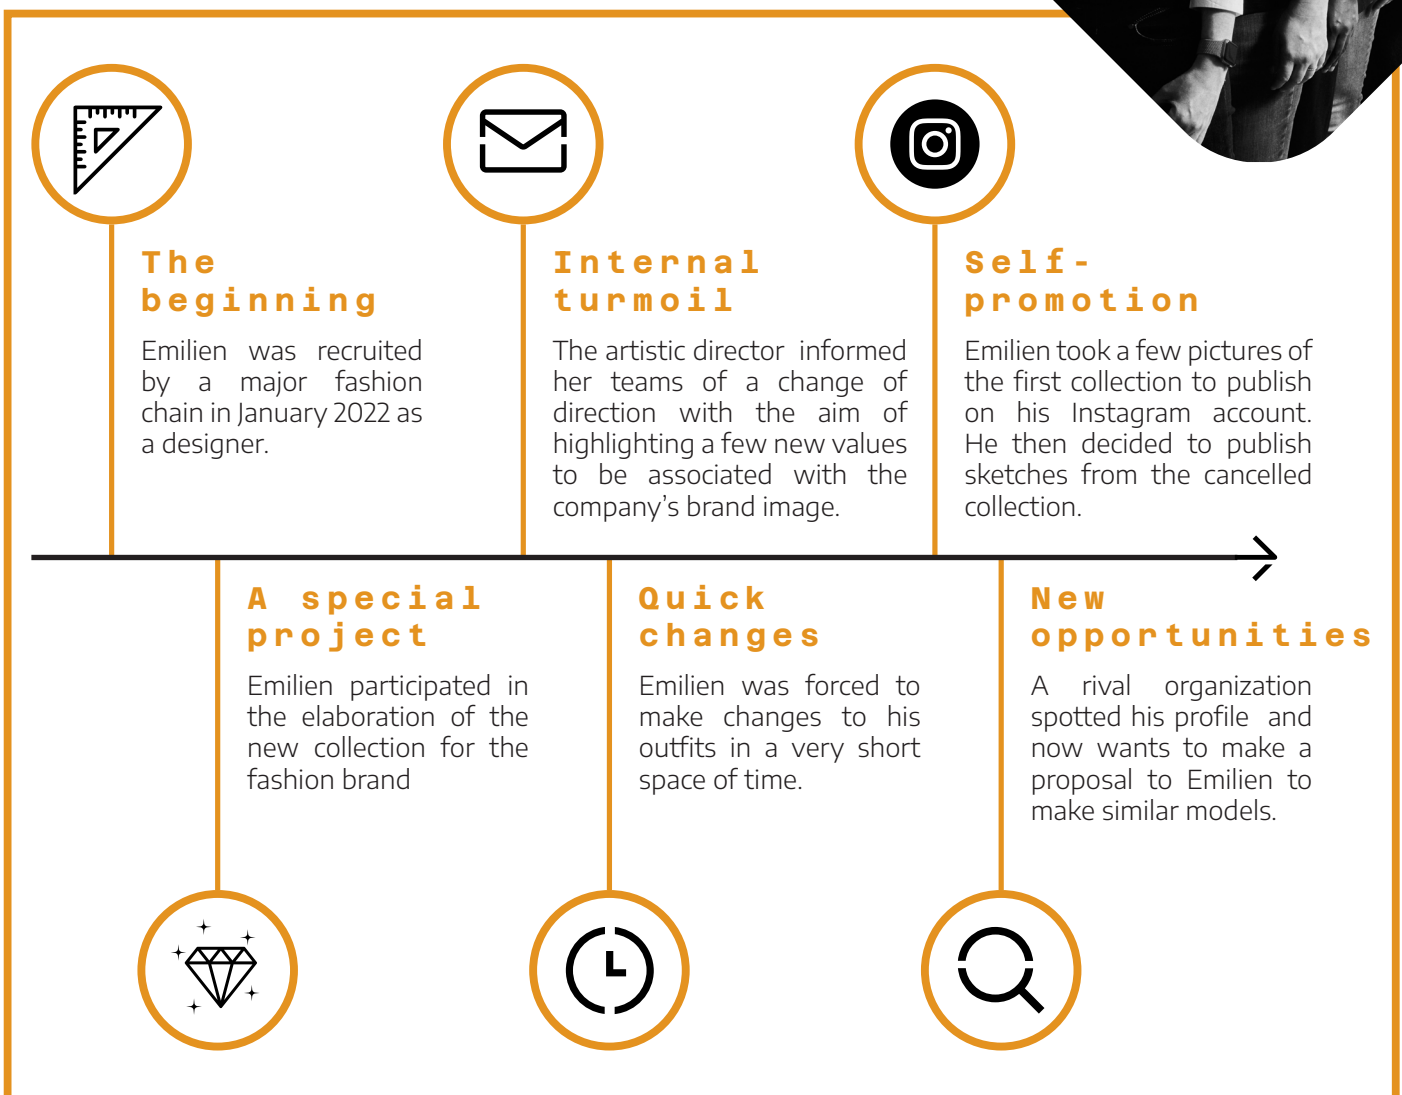 The
beginning
Emilien was recruited
by a major fashion
chain in January 2022 as
a designer.
Internal
turmoil
The artistic director informed
her teams of a change of
direction with the aim of
highlighting a few new values
to be associated with the
company's brand image.
Self-
promotion
Emilien took a few pictures of
the first collection to publish
on his Instagram account.
He then decided to publish
sketches from the cancelled
collection.
A special
project
Emilien participated in
the elaboration of the
new collection for the
fashion brand
Quick
changes
Emilien was forced to
make changes to his
outfits in a very short
space of time.
New
opportunities
A rival organization
spotted his profile and
now wants to make a
proposal to Emilien to
make similar models.